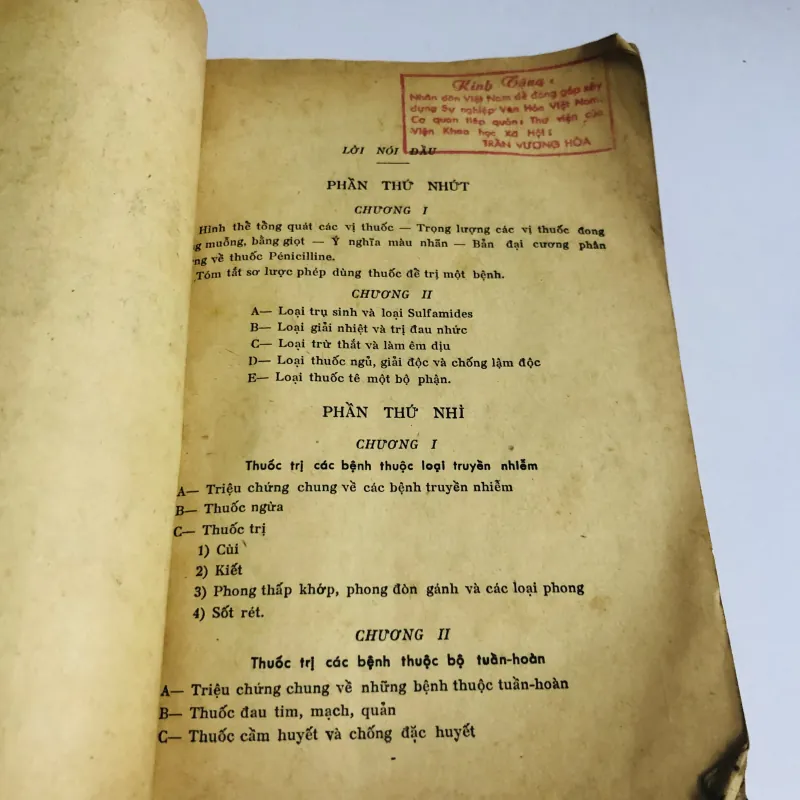 Kính Tặng :
Nhân dân Việt Nam để đóng góp xây
dựng Sự nghiệp Văn Hóa Việt Nam.
Cơ quan tiếp quản : Thư viện của
Viện Khoa học Xã Hội :
TRẦN VƯƠNG HÒA
LỜI NÓI ĐẦU
PHẦN THỨ NHỨT
CHƯƠNG I
Hình thể tổng quát các vị thuốc — Trọng lượng các vị thuốc đong
g muỗng, bằng giọt — Ý nghĩa màu nhãn — Bản đại cương phân
ng về thuốc Pénicilline.
Tóm tắt sơ lược phép dùng thuốc để trị một bệnh.
CHƯƠNG II
A— Loại trụ sinh và loại Sulfamides
B— Loại giải nhiệt và trị đau nhức
C— Loại trừ thắt và làm êm dịu
D— Loại thuốc ngủ, giải độc và chống lậm độc
E— Loại thuốc tê một bộ phận.
PHẦN THỨ NHÌ
CHƯƠNG I
Thuốc trị các bệnh thuộc loại truyền nhiễm
A— Triệu chứng chung về các bệnh truyền nhiễm
B— Thuốc ngừa
C— Thuốc trị
1) Cùi
2) Kiết
3) Phong thấp khớp, phong đòn gánh và các loại phong
4) Sốt rét.
CHƯƠNG II
Thuốc trị các bệnh thuộc bộ tuần-hoàn
A— Triệu chứng chung về những bệnh thuộc tuần-hoàn
B— Thuốc đau tim, mạch, quản
C— Thuốc cầm huyết và chống đặc huyết